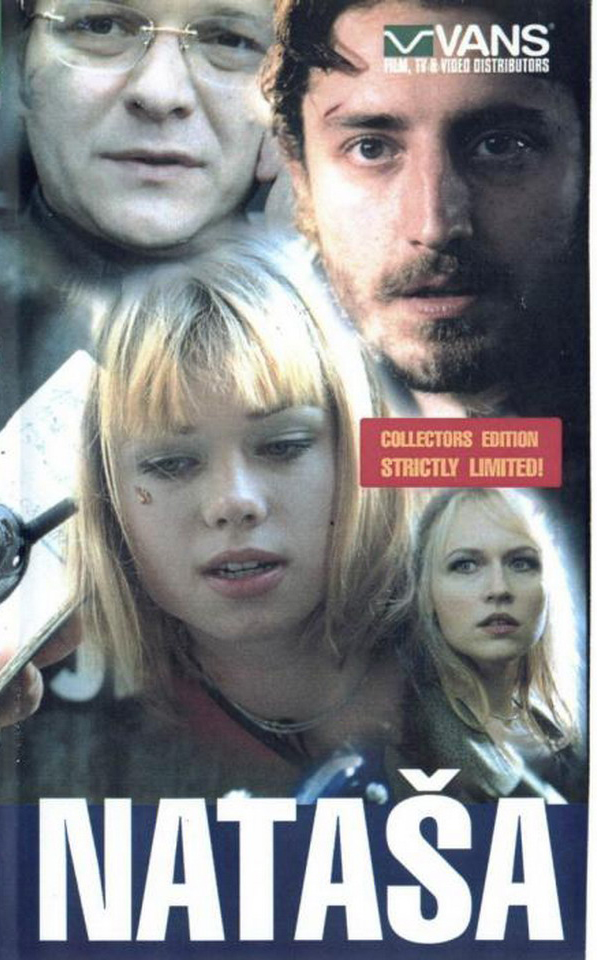 VANS
FILM, TV & VIDEO DISTRIBUTORS
COLLECTORS EDITION
STRICTLY LIMITED!
NATAŠA